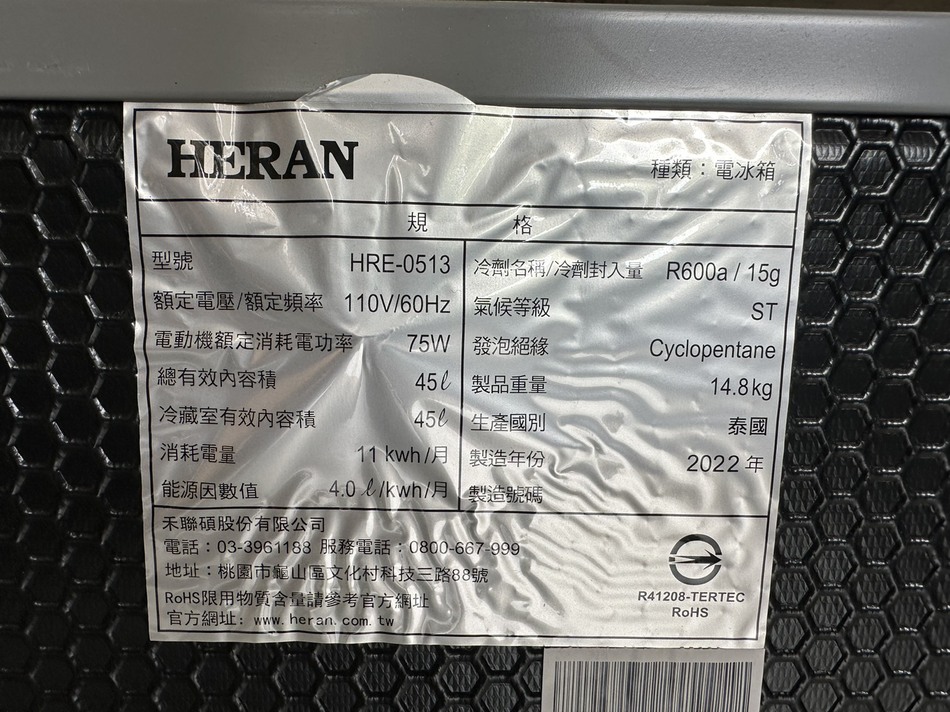 HERAN
種類：電冰箱
規 格
型號 HRE-0513
額定電壓/額定頻率 110V/60Hz
電動機額定消耗電功率 75W
總有效內容積 45ℓ
冷藏室有效內容積 45ℓ
消耗電量 11 kwh/月
能源因數值 4.0 ℓ/kwh/月
冷劑名稱/冷劑封入量 R600a / 15g
氣候等級 ST
發泡絕緣 Cyclopentane
製品重量 14.8kg
生產國別 泰國
製造年份 2022 年
製造號碼
禾聯碩股份有限公司
電話：03-3961188 服務電話：0800-667-999
地址：桃園市龜山區文化村科技三路88號
RoHS限用物質含量請參考官方網址
官方網址：www.heran.com.tw
R41208-TERTEC
RoHS